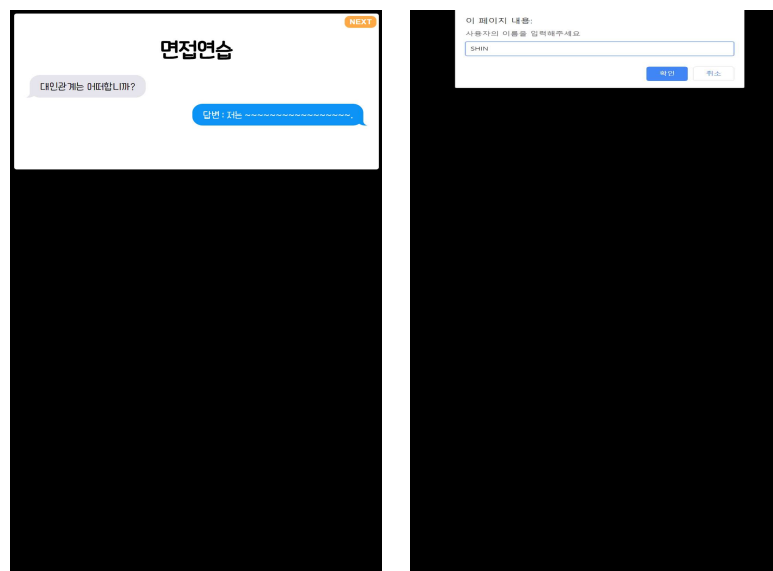 NEXT
면접연습
대인관계는 어떠합니까?
답변 : 저는 ~~~~~~~~~~~~~~~~~.
이 페이지 내용:
사용자의 이름을 입력해주세요
SHIN
확인
취소